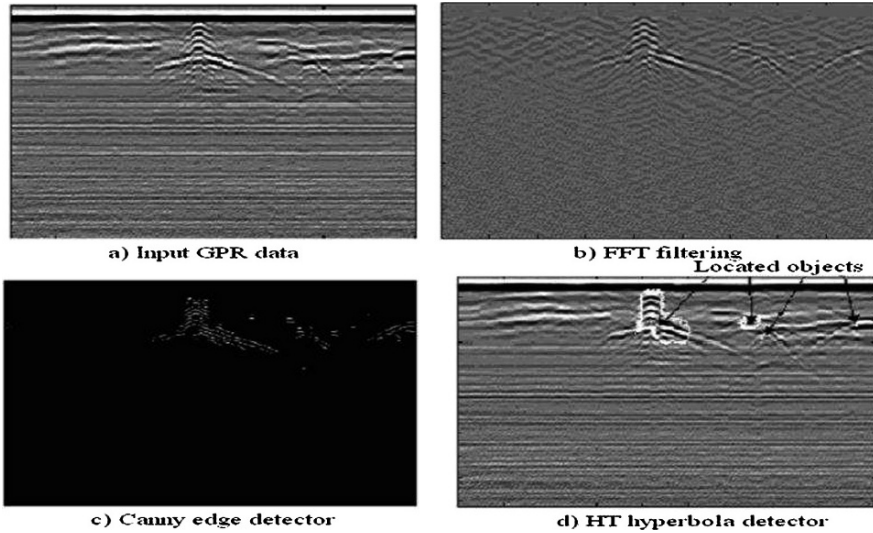 a) Input GPR data
b) FFT filtering
Located objects
c) Canny edge detector
d) HT hyperbola detector